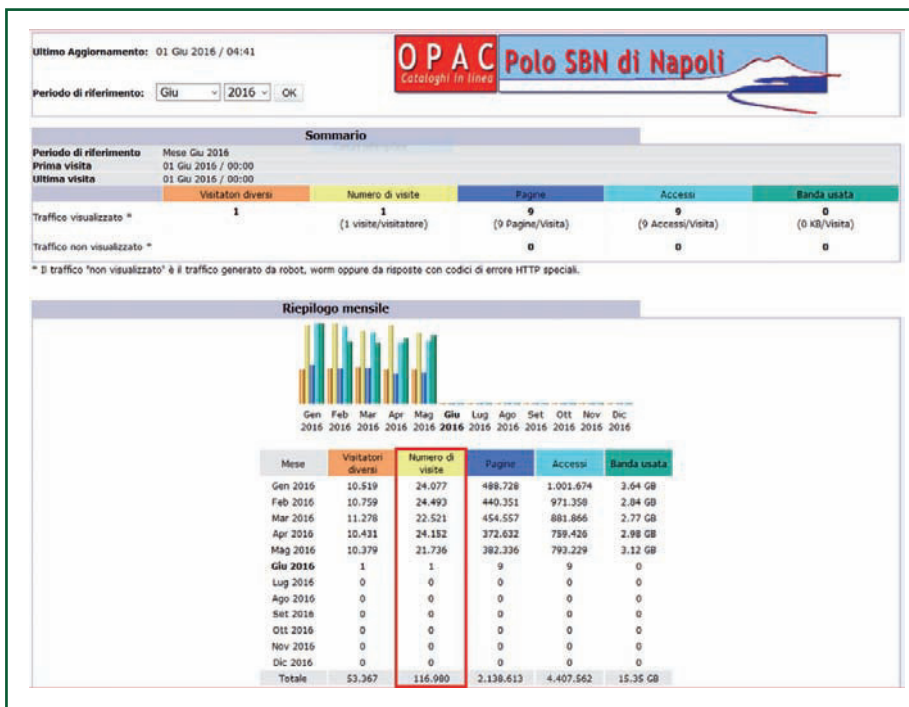 Ultimo Aggiornamento: 01 Giu 2016 / 04:41
OPAC Polo SBN di Napoli
Cataloghi in linea
Periodo di riferimento: Giu 2016 OK
Sommario
Periodo di riferimento Mese Giu 2016
Prima visita 01 Giu 2016 / 00:00
Ultima visita 01 Giu 2016 / 00:00
Visitatori diversi Numero di visite Pagine Accessi Banda usata
Traffico visualizzato * 1 1 9 9 0
(1 visite/visitatore) (9 Pagine/Visita) (9 Accessi/Visita) (0 KB/Visita)
Traffico non visualizzato * 0 0 0
* Il traffico "non visualizzato" è il traffico generato da robot, worm oppure da risposte con codici di errore HTTP speciali.
Riepilogo mensile
Gen Feb Mar Apr Mag Giu Lug Ago Set Ott Nov Dic
2016 2016 2016 2016 2016 2016 2016 2016 2016 2016 2016 2016
Mese Visitatori diversi Numero di visite Pagine Accessi Banda usata
Gen 2016 10.519 24.077 488.728 1.001.674 3.64 GB
Feb 2016 10.759 24.493 440.351 971.358 2.84 GB
Mar 2016 11.278 22.521 454.557 881.866 2.77 GB
Apr 2016 10.431 24.152 372.632 759.426 2.98 GB
Mag 2016 10.379 21.736 382.336 793.229 3.12 GB
Giu 2016 1 1 9 9 0
Lug 2016 0 0 0 0 0
Ago 2016 0 0 0 0 0
Set 2016 0 0 0 0 0
Ott 2016 0 0 0 0 0
Nov 2016 0 0 0 0 0
Dic 2016 0 0 0 0 0
Totale 53.367 116.980 2.138.613 4.407.562 15.35 GB